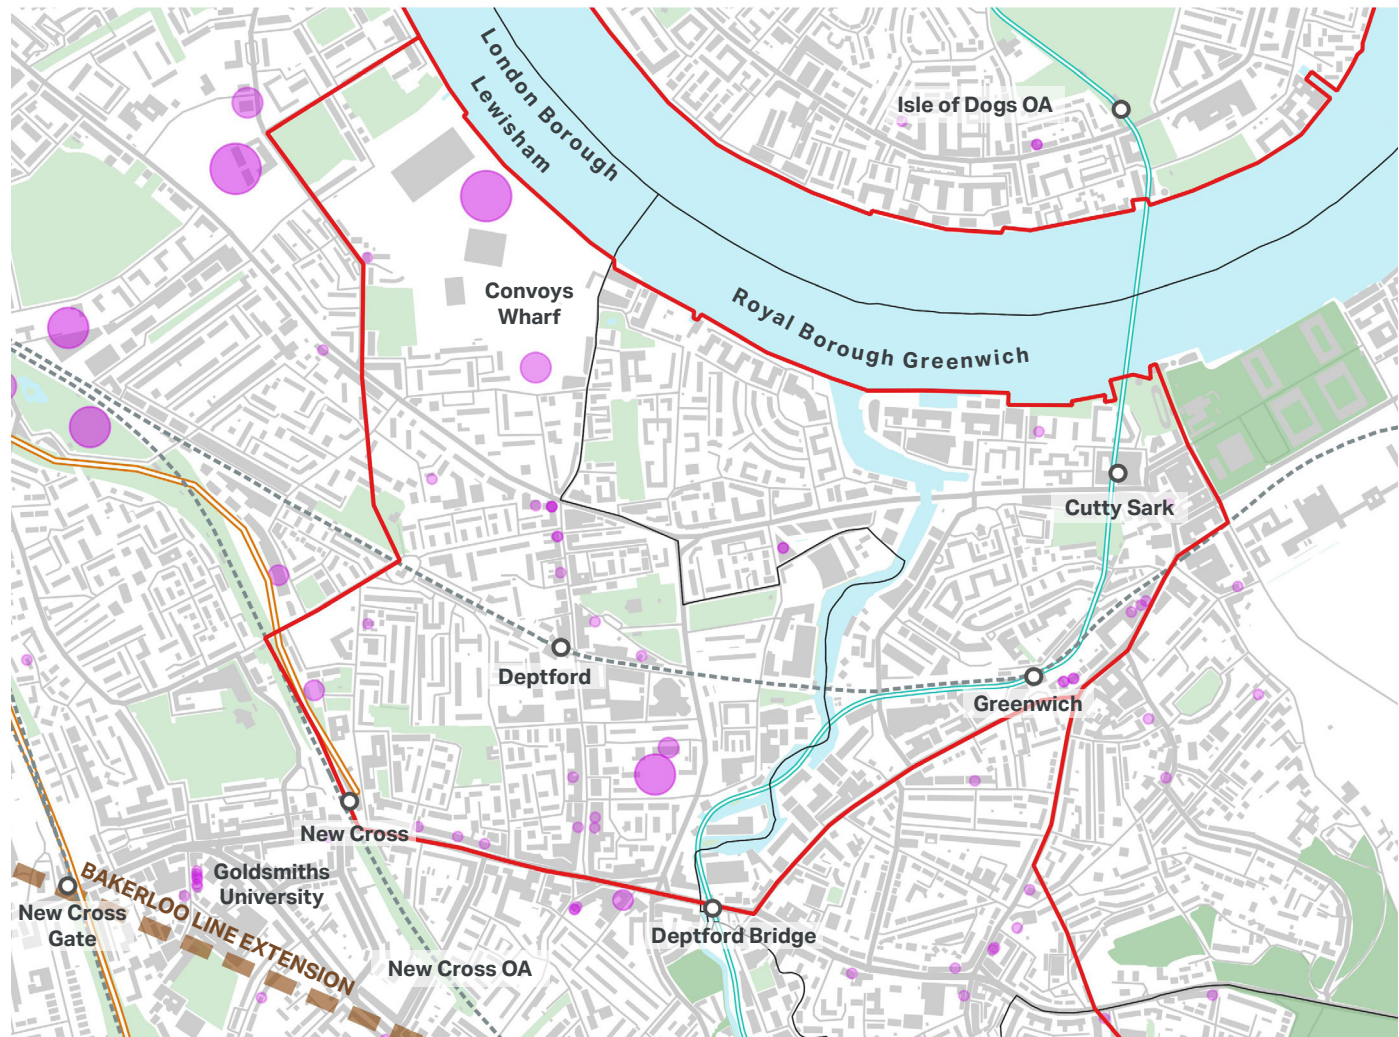 London Borough
Lewisham
Isle of Dogs OA
Convoys
Wharf
Royal Borough Greenwich
Cutty Sark
Deptford
Greenwich
New Cross
Goldsmiths
University
BAKERLOO LINE EXTENSION
New Cross
Gate
Deptford Bridge
New Cross OA